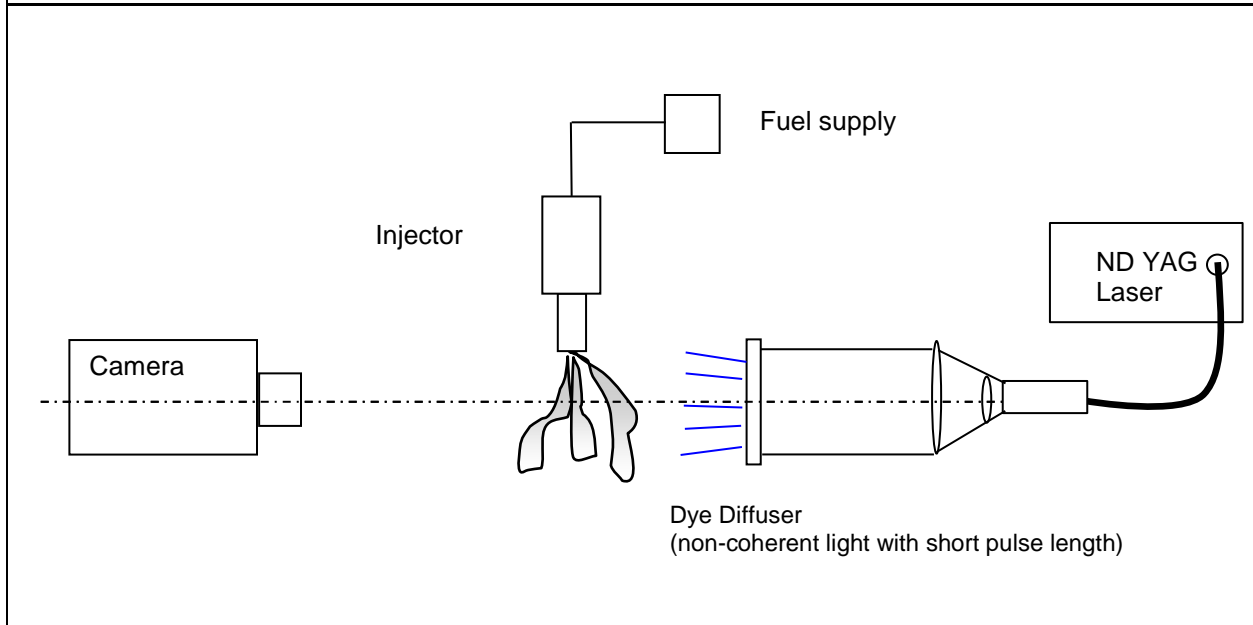 Fuel supply
Injector
ND YAG
Laser
Camera
Dye Diffuser
(non-coherent light with short pulse length)